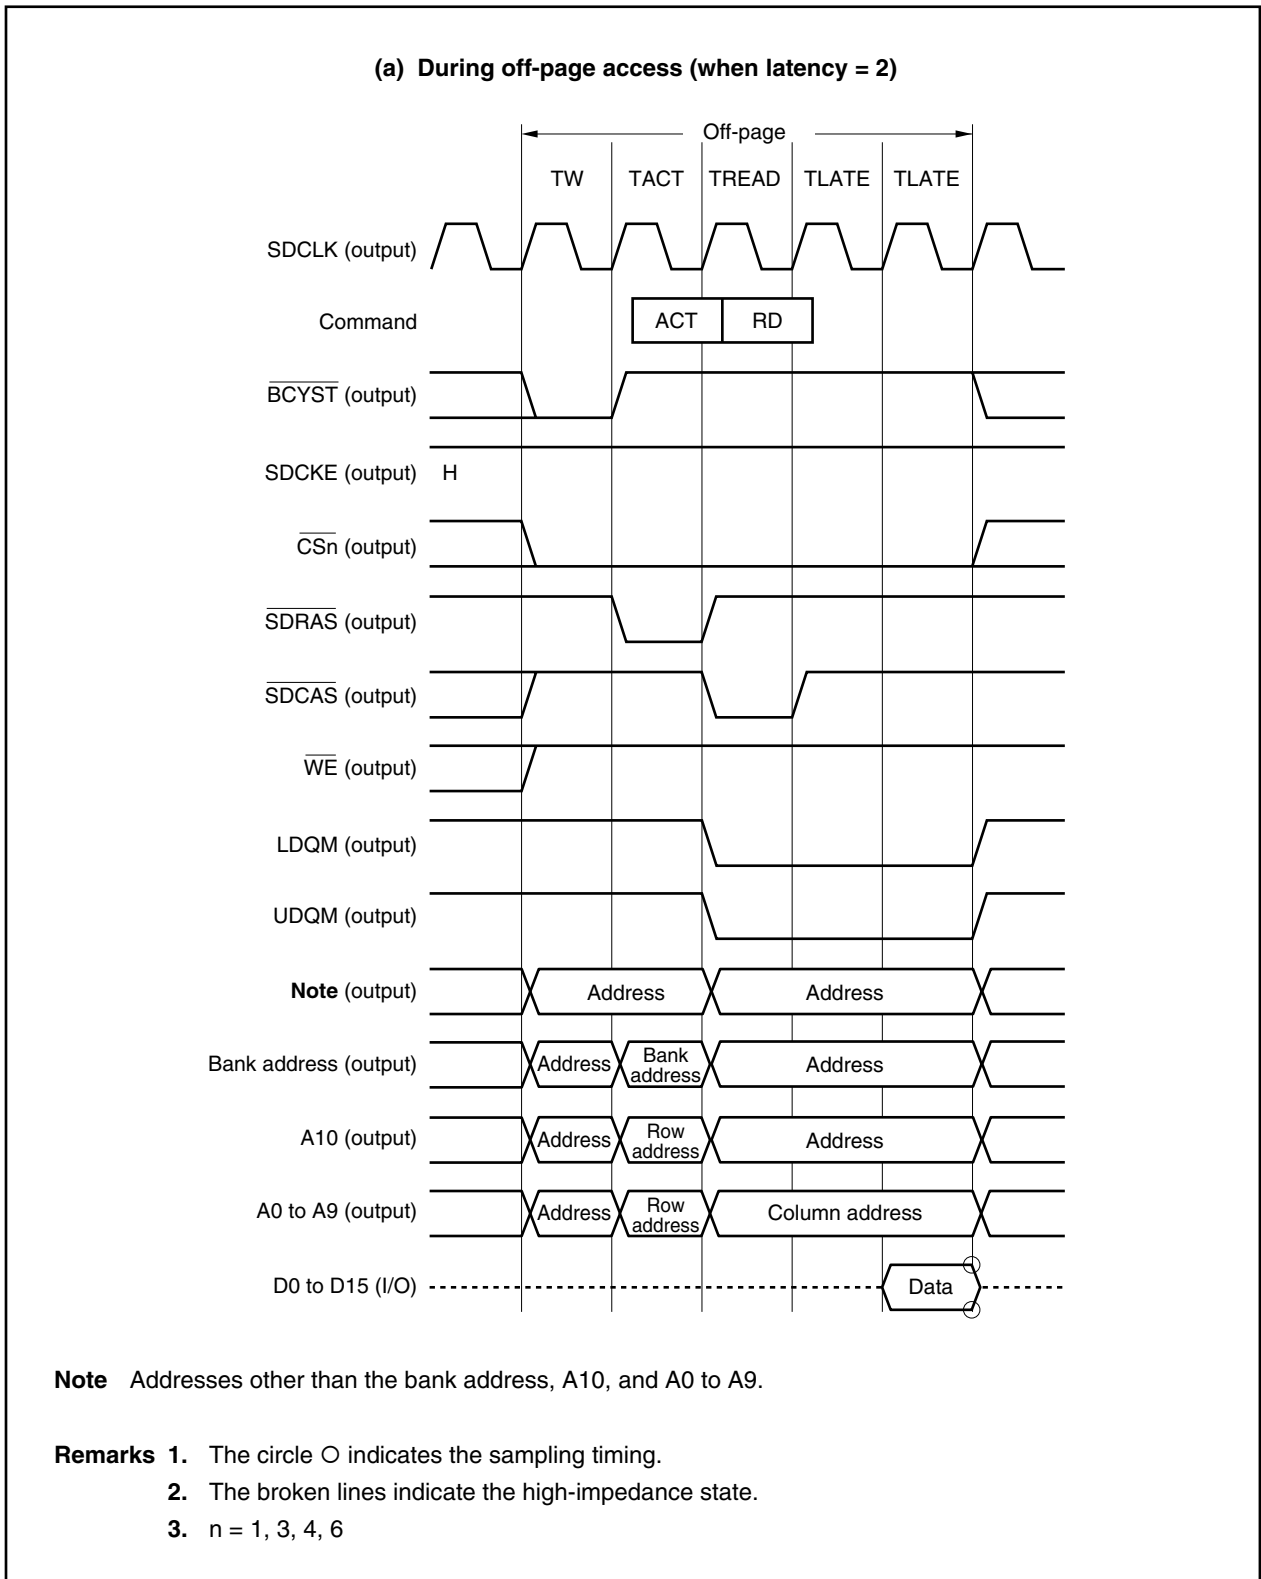 (a) During off-page access (when latency = 2)
Off-page
TW TACT TREAD TLATE TLATE
SDCLK (output)
Command ACT RD
BCYST (output)
SDCKE (output) H
CSn (output)
SDRAS (output)
SDCAS (output)
WE (output)
LDQM (output)
UDQM (output)
Note (output) Address Address
Bank address (output) Address Bank address Address
A10 (output) Address Row address Address
A0 to A9 (output) Address Row address Column address
D0 to D15 (I/O) Data
Note Addresses other than the bank address, A10, and A0 to A9.
Remarks 1. The circle O indicates the sampling timing.
2. The broken lines indicate the high-impedance state.
3. n = 1, 3, 4, 6